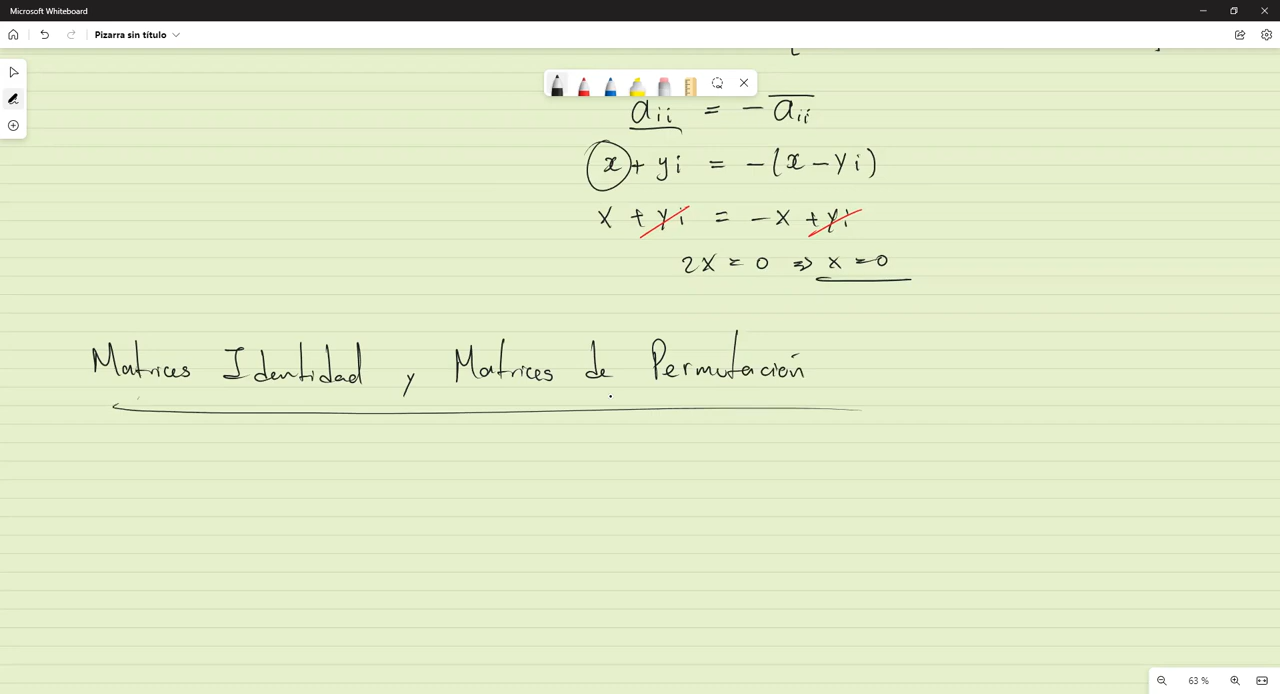 Microsoft Whiteboard
Pizarra sin título
aii = - aii̅
x + yi = -(x - yi)
x + yi = -x + yi
2x = 0 => x = 0
Matrices Identidad y Matrices de Permutación
63 %